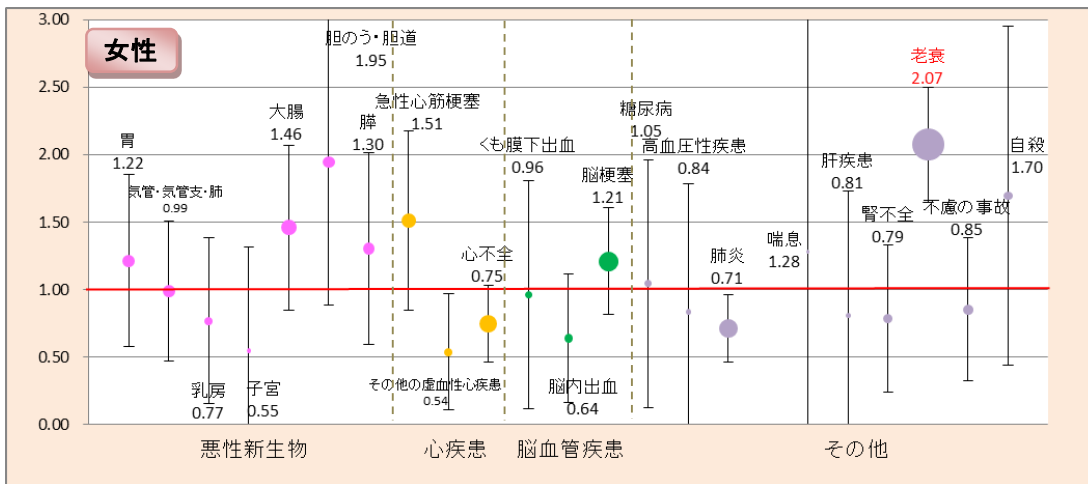 女性
3.00
2.50
2.00
1.50
1.00
0.50
0.00
胃
1.22
気管・気管支・肺
0.99
乳房
0.77
子宮
0.55
大腸
1.46
胆のう・胆道
1.95
膵
1.30
急性心筋梗塞
1.51
その他の虚血性心疾患
0.54
心不全
0.75
くも膜下出血
0.96
脳内出血
0.64
脳梗塞
1.21
糖尿病
1.05
高血圧性疾患
0.84
肺炎
0.71
喘息
1.28
肝疾患
0.81
腎不全
0.79
老衰
2.07
不慮の事故
0.85
自殺
1.70
悪性新生物
心疾患
脳血管疾患
その他